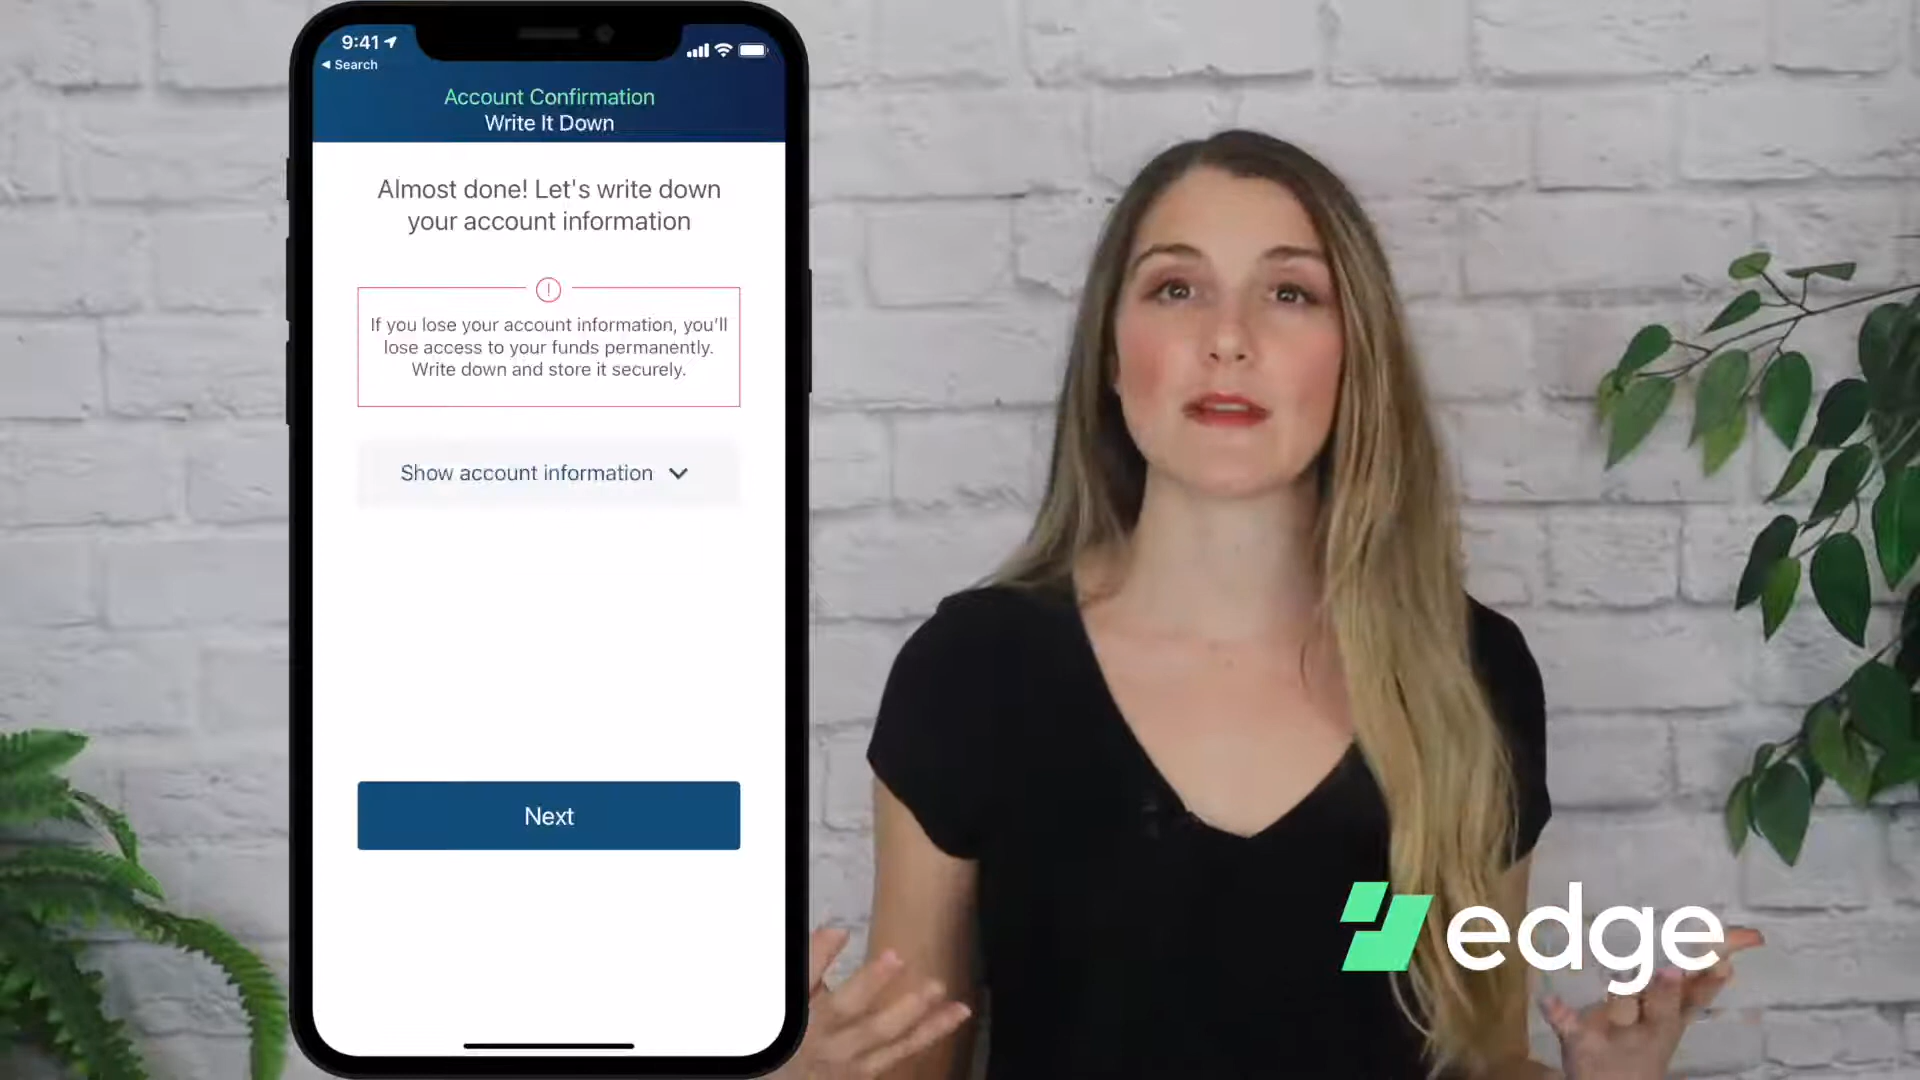 9:41
Search
Account Confirmation
Write It Down
Almost done! Let's write down
your account information
If you lose your account information, you'll
lose access to your funds permanently.
Write down and store it securely.
Show account information
Next
edge